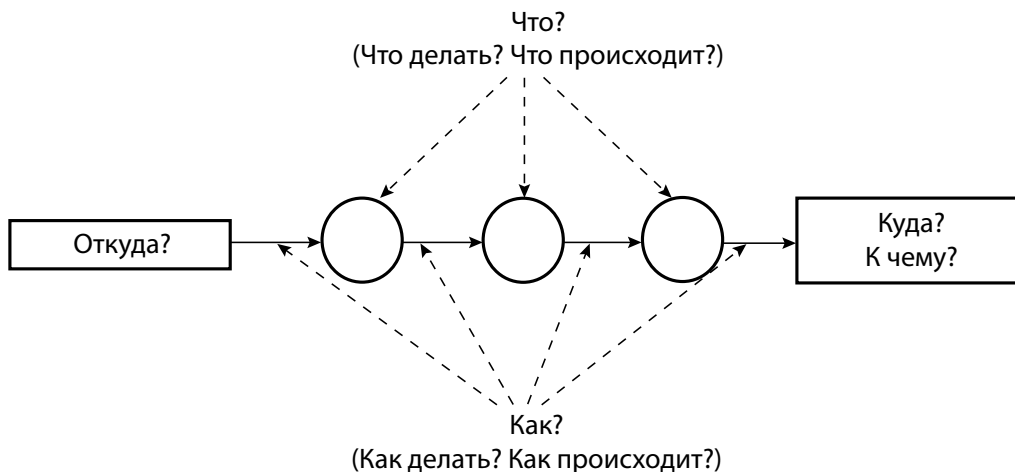 Что?
(Что делать? Что происходит?)
Откуда?
Куда?
К чему?
Как?
(Как делать? Как происходит?)